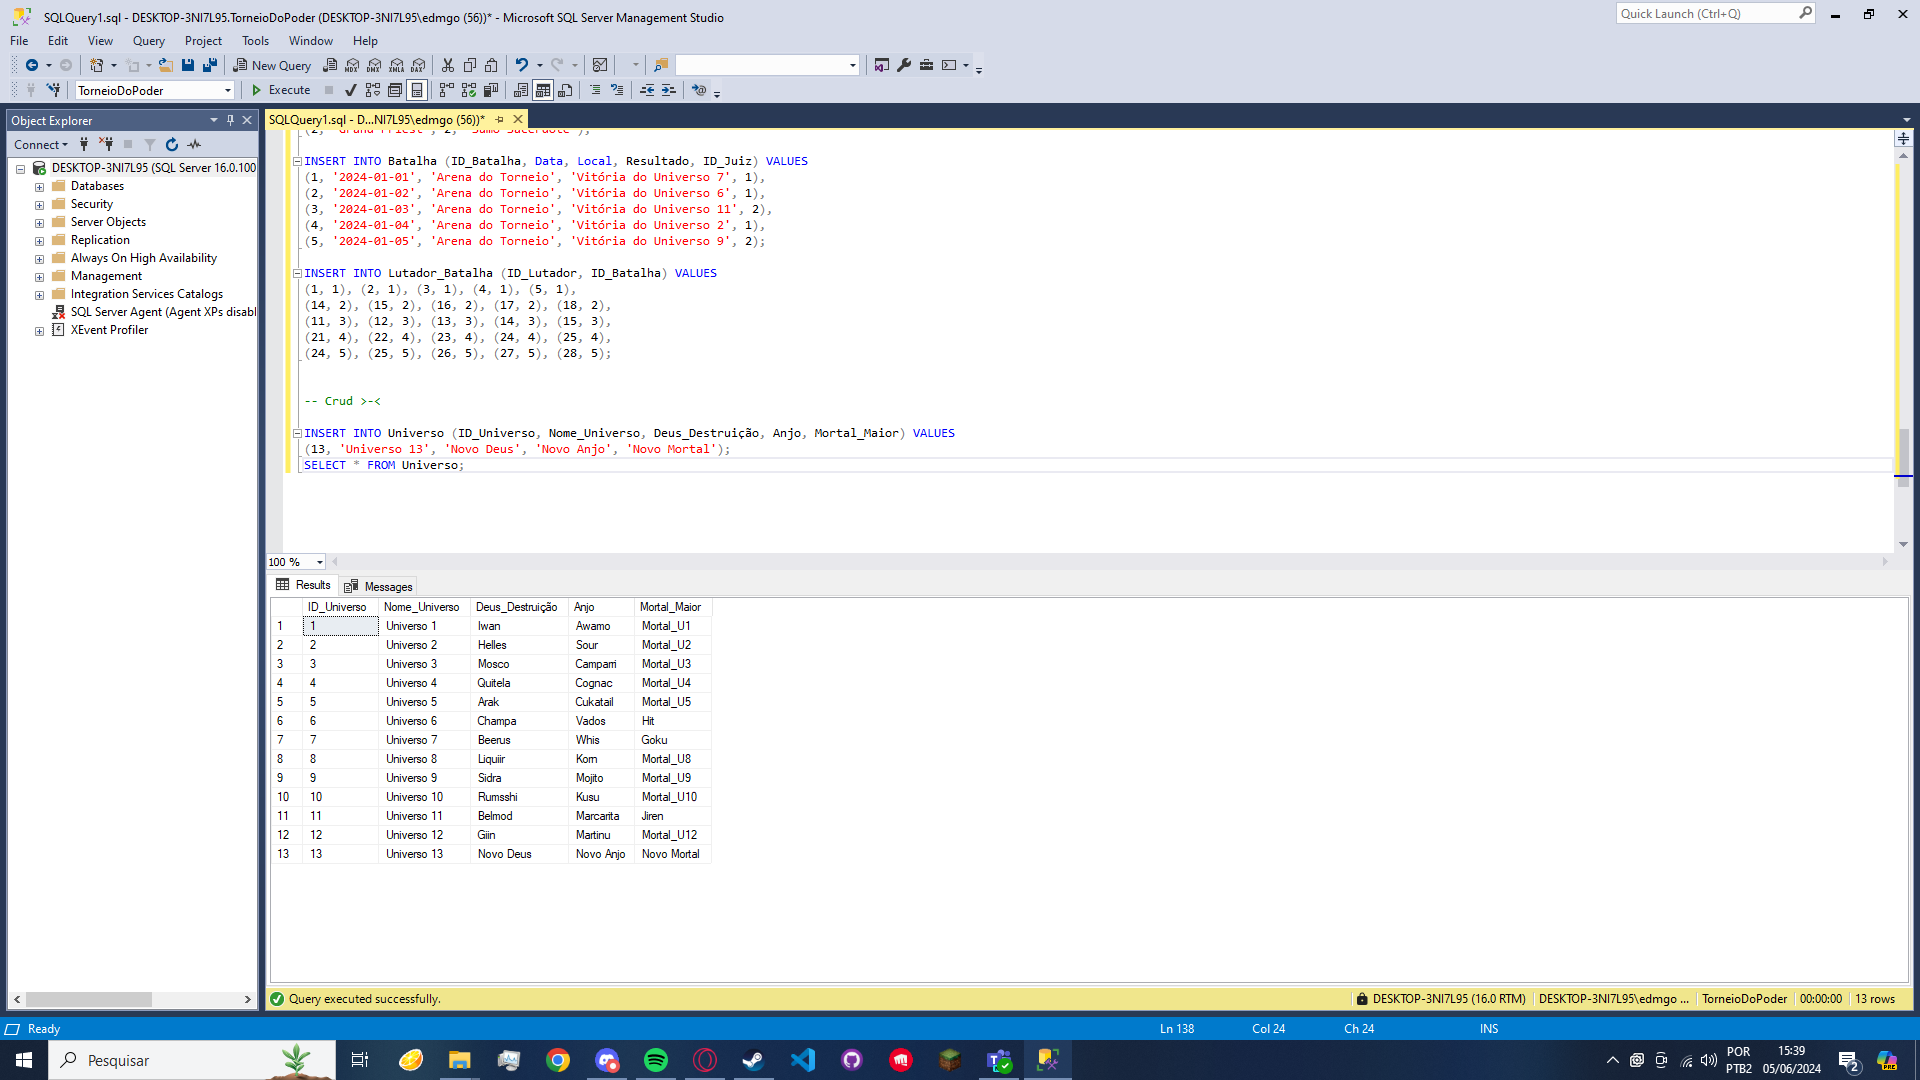 SQLQuery1.sql - DESKTOP-3NI7L95.TorneioDoPoder (DESKTOP-3NI7L95\edmgo (56))* - Microsoft SQL Server Management Studio
Quick Launch (Ctrl+Q)
File Edit View Query Project Tools Window Help
New Query MDX DMX XMLA DAX
TorneioDoPoder Execute
Object Explorer
SQLQuery1.sql - D...NI7L95\edmgo (56))*
Connect
DESKTOP-3NI7L95 (SQL Server 16.0.100
Databases
Security
Server Objects
Replication
Always On High Availability
Management
Integration Services Catalogs
SQL Server Agent (Agent XPs disabl
XEvent Profiler
(2, 'Grand Priest', 2, 'Sumo Sacerdote');
INSERT INTO Batalha (ID_Batalha, Data, Local, Resultado, ID_Juiz) VALUES
(1, '2024-01-01', 'Arena do Torneio', 'Vitória do Universo 7', 1),
(2, '2024-01-02', 'Arena do Torneio', 'Vitória do Universo 6', 1),
(3, '2024-01-03', 'Arena do Torneio', 'Vitória do Universo 11', 2),
(4, '2024-01-04', 'Arena do Torneio', 'Vitória do Universo 2', 1),
(5, '2024-01-05', 'Arena do Torneio', 'Vitória do Universo 9', 2);
INSERT INTO Lutador_Batalha (ID_Lutador, ID_Batalha) VALUES
(1, 1), (2, 1), (3, 1), (4, 1), (5, 1),
(14, 2), (15, 2), (16, 2), (17, 2), (18, 2),
(11, 3), (12, 3), (13, 3), (14, 3), (15, 3),
(21, 4), (22, 4), (23, 4), (24, 4), (25, 4),
(24, 5), (25, 5), (26, 5), (27, 5), (28, 5);
-- Crud >-<
INSERT INTO Universo (ID_Universo, Nome_Universo, Deus_Destruição, Anjo, Mortal_Maior) VALUES
(13, 'Universo 13', 'Novo Deus', 'Novo Anjo', 'Novo Mortal');
SELECT * FROM Universo;
100 %
Results Messages
ID_Universo Nome_Universo Deus_Destruição Anjo Mortal_Maior
1 1 Universo 1 Iwan Awamo Mortal_U1
2 2 Universo 2 Helles Sour Mortal_U2
3 3 Universo 3 Mosco Camparri Mortal_U3
4 4 Universo 4 Quitela Cognac Mortal_U4
5 5 Universo 5 Arak Cukatail Mortal_U5
6 6 Universo 6 Champa Vados Hit
7 7 Universo 7 Beerus Whis Goku
8 8 Universo 8 Liquiir Korn Mortal_U8
9 9 Universo 9 Sidra Mojito Mortal_U9
10 10 Universo 10 Rumsshi Kusu Mortal_U10
11 11 Universo 11 Belmod Marcarita Jiren
12 12 Universo 12 Giin Martinu Mortal_U12
13 13 Universo 13 Novo Deus Novo Anjo Novo Mortal
Query executed successfully.
DESKTOP-3NI7L95 (16.0 RTM) DESKTOP-3NI7L95\edmgo ... TorneioDoPoder 00:00:00 13 rows
Ready Ln 138 Col 24 Ch 24 INS
Pesquisar
POR
PTB2
15:39
05/06/2024
2
PRE